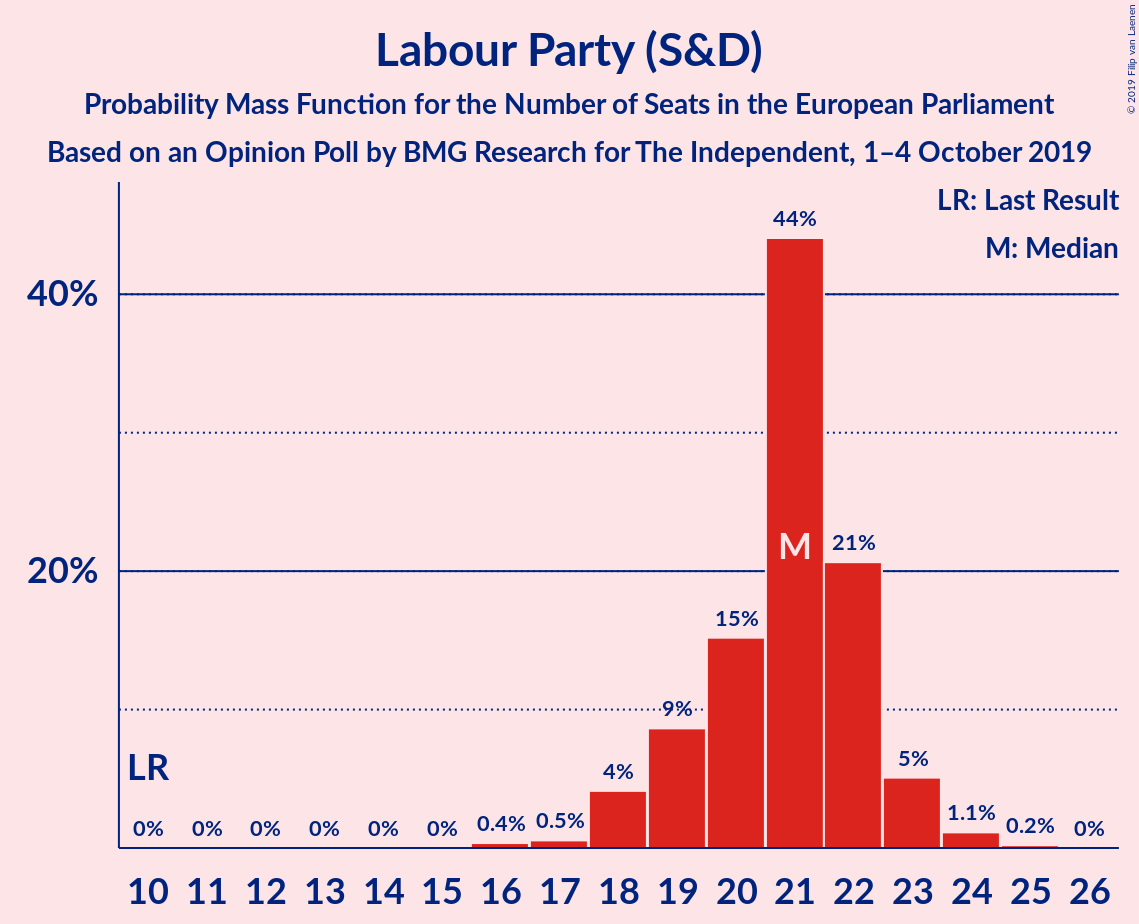 Labour Party (S&D)
Probability Mass Function for the Number of Seats in the European Parliament
Based on an Opinion Poll by BMG Research for The Independent, 1–4 October 2019
© 2019 Filip van Laenen
LR: Last Result
M: Median
40%
20%
LR
M
0% 0% 0% 0% 0% 0% 0.4% 0.5% 4% 9% 15% 44% 21% 5% 1.1% 0.2% 0%
10 11 12 13 14 15 16 17 18 19 20 21 22 23 24 25 26